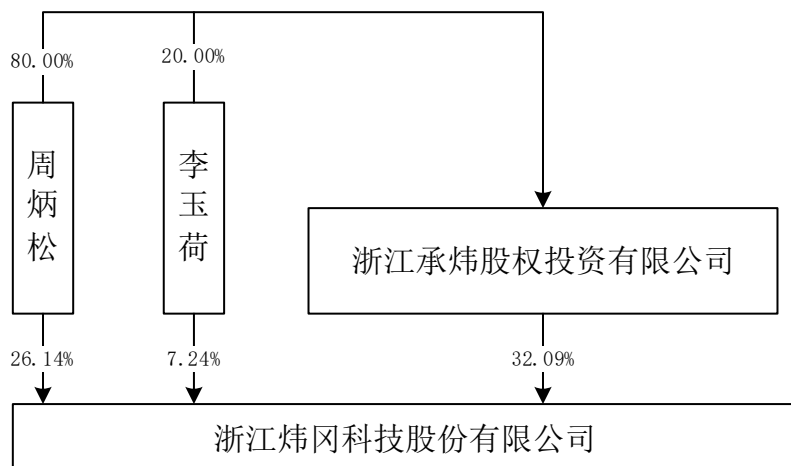 80.00%
20.00%
周炳松
李玉荷
浙江承炜股权投资有限公司
26.14%
7.24%
32.09%
浙江炜冈科技股份有限公司